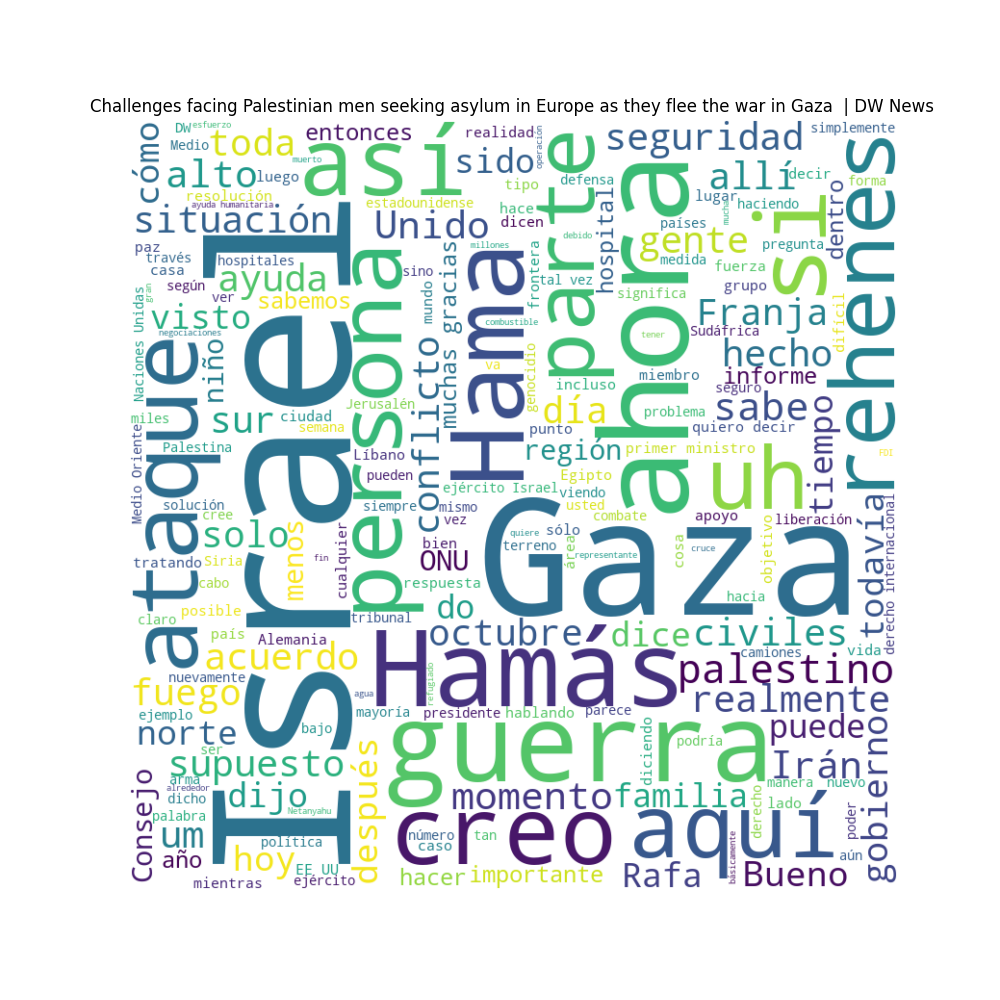 Challenges facing Palestinian men seeking asylum in Europe as they flee the war in Gaza | DW News
DW
esfuerzo
Medio
toda
entonces
realidad
operación
seguridad
simplemente
cómo
alto
luego
muerto
así
sido
parte
defensa
ahora
allí
decir
forma
rehenes
resolución
ayuda humanitaria
estadounidense
tipo
hace
dicen
lugar
haciendo
mucha
si
dentro
situación
Israel
Unido
hospital
países
gente
pregunta
paz
través
casa
hospitales
persona
millones
sino
debido
medida
fuerza
según
ver
ayuda
mundo
muchas gracias
Hama
frontera
tal vez
significa
grupo
Naciones Unidas
gran
visto
sabemos
Franja
difícil
negociaciones
combustible
tener
Sudáfrica
ataque
niño
conflicto
va
genocidio
hecho
incluso
miembro
informe
seguro
miles
sur
ciudad
semana
Jerusalén
día
problema
sabe
punto
quiero decir
tiempo
Medio Oriente
Palestina
Líbano
región
primer ministro
FDI
solución
pueden
ejército Israel
viendo
Egipto
uh
cree
siempre
mismo
vez
usted
combate
apoyo
liberación
todavía
derecho internacional
solo
menos
cualquier
bien
quiere
sólo
Gaza
tratando
Siria
fin
ONU
terreno
área
representante
cosa
cruce
objetivo
cabo
respuesta
hacia
posible
claro
tribunal
do
país
Alemania
octubre
dice
civiles
vida
acuerdo
Hamás
camiones
palestino
nuevamente
fuego
agua
refugiado
realmente
ejemplo
mayoría
presidente
hablando
parece
norte
bajo
guerra
diciendo
podría
puede
gobierno
ser
supuesto
después
Irán
Consejo
arma
alrededor
dicho
dijo
Netanyahu
momento
familia
derecho
manera
nuevo
lado
palabra
um
política
creo
número
caso
tan
aquí
básicamente
poder
aún
año
hoy
EE UU
mientras
ejército
hacer
importante
Rafa
Bueno